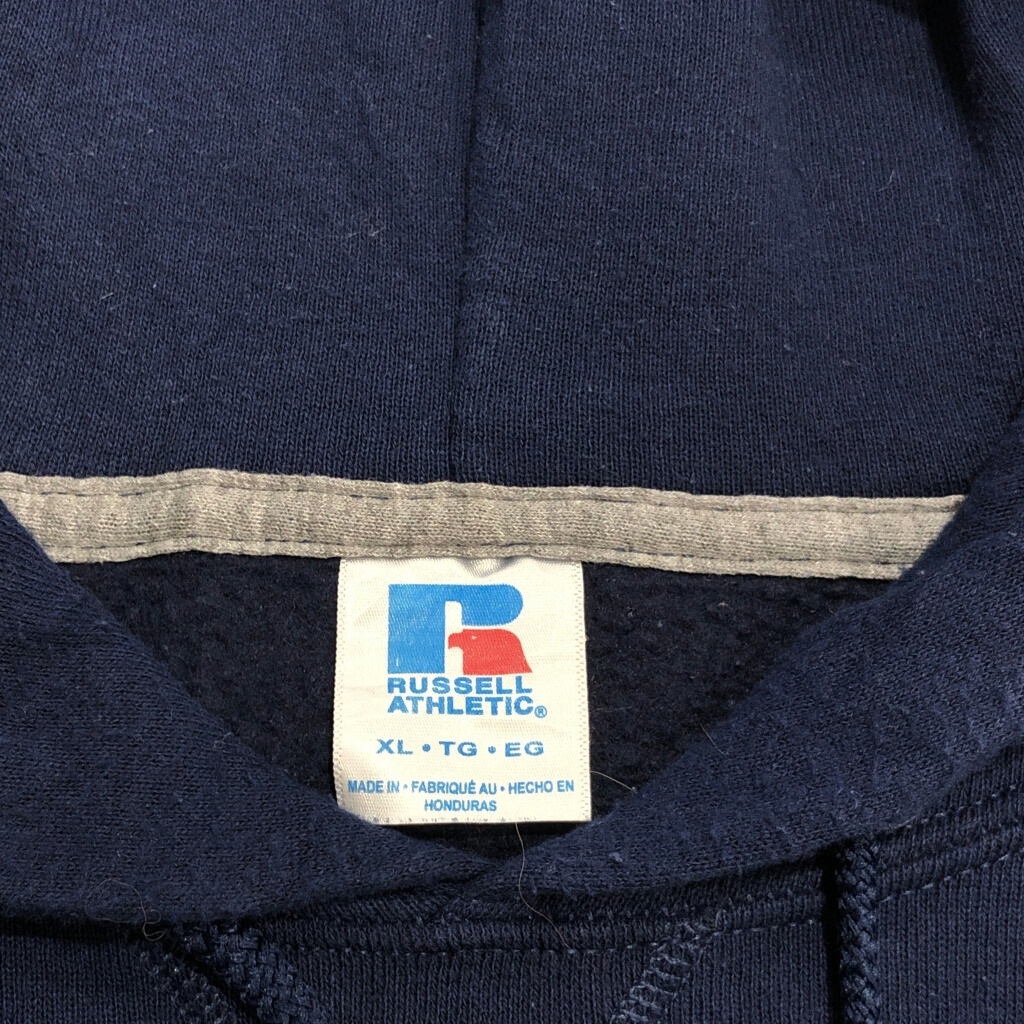 R
RUSSELL
ATHLETIC®
XL • TG • EG
MADE IN • FABRIQUÉ AU • HECHO EN
HONDURAS